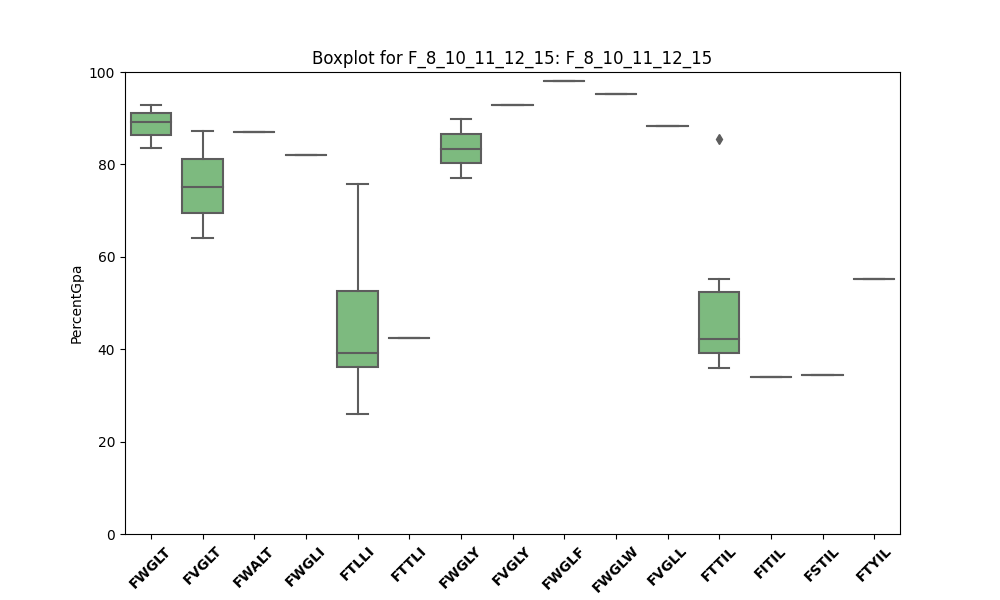 Boxplot for F_8_10_11_12_15: F_8_10_11_12_15
PercentGpa
100
80
60
40
20
0
FWGLT
FVGLT
FWALT
FWGLI
FTLLI
FTTLI
FWGLY
FVGLY
FWGLF
FWGLW
FVGLL
FTTIL
FITIL
FSTIL
FTYIL